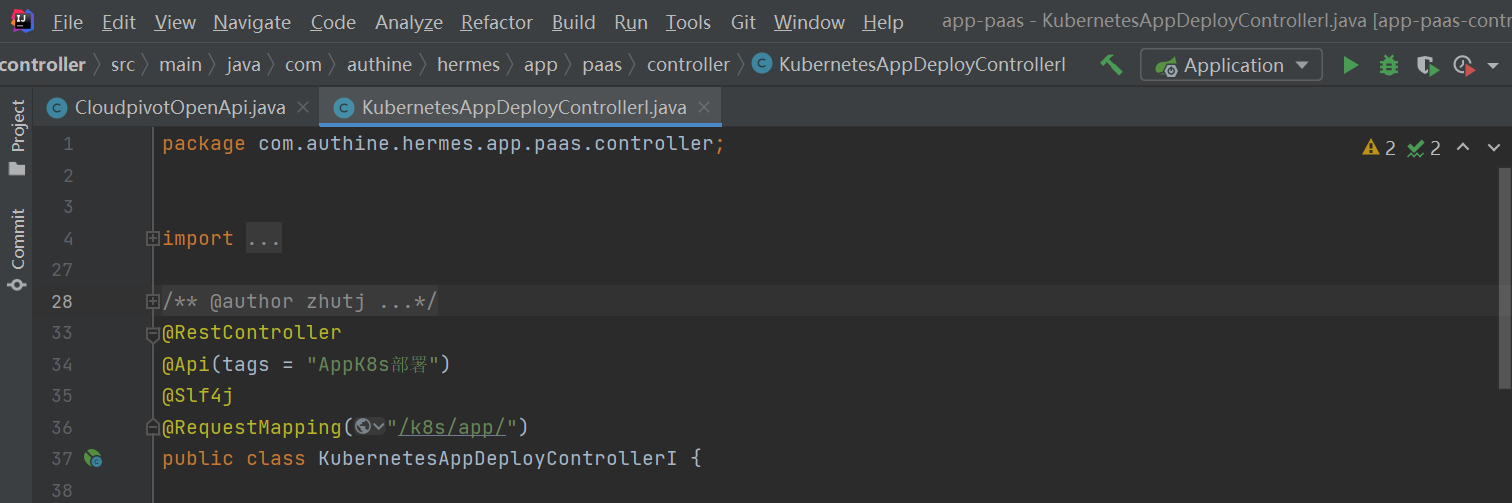 File Edit View Navigate Code Analyze Refactor Build Run Tools Git Window Help app-paas - KubernetesAppDeployControllerI.java [app-paas-cont
controller src main java com authine hermes app paas controller KubernetesAppDeployControllerI Application
CloudpivotOpenApi.java KubernetesAppDeployControllerI.java
Project
Commit
1 package com.authine.hermes.app.paas.controller; 2 2
2
3
4 import ...
27
28 /** @author zhutj ...*/
33 @RestController
34 @Api(tags = "AppK8s部署")
35 @Slf4j
36 @RequestMapping("/k8s/app/")
37 public class KubernetesAppDeployControllerI {
38